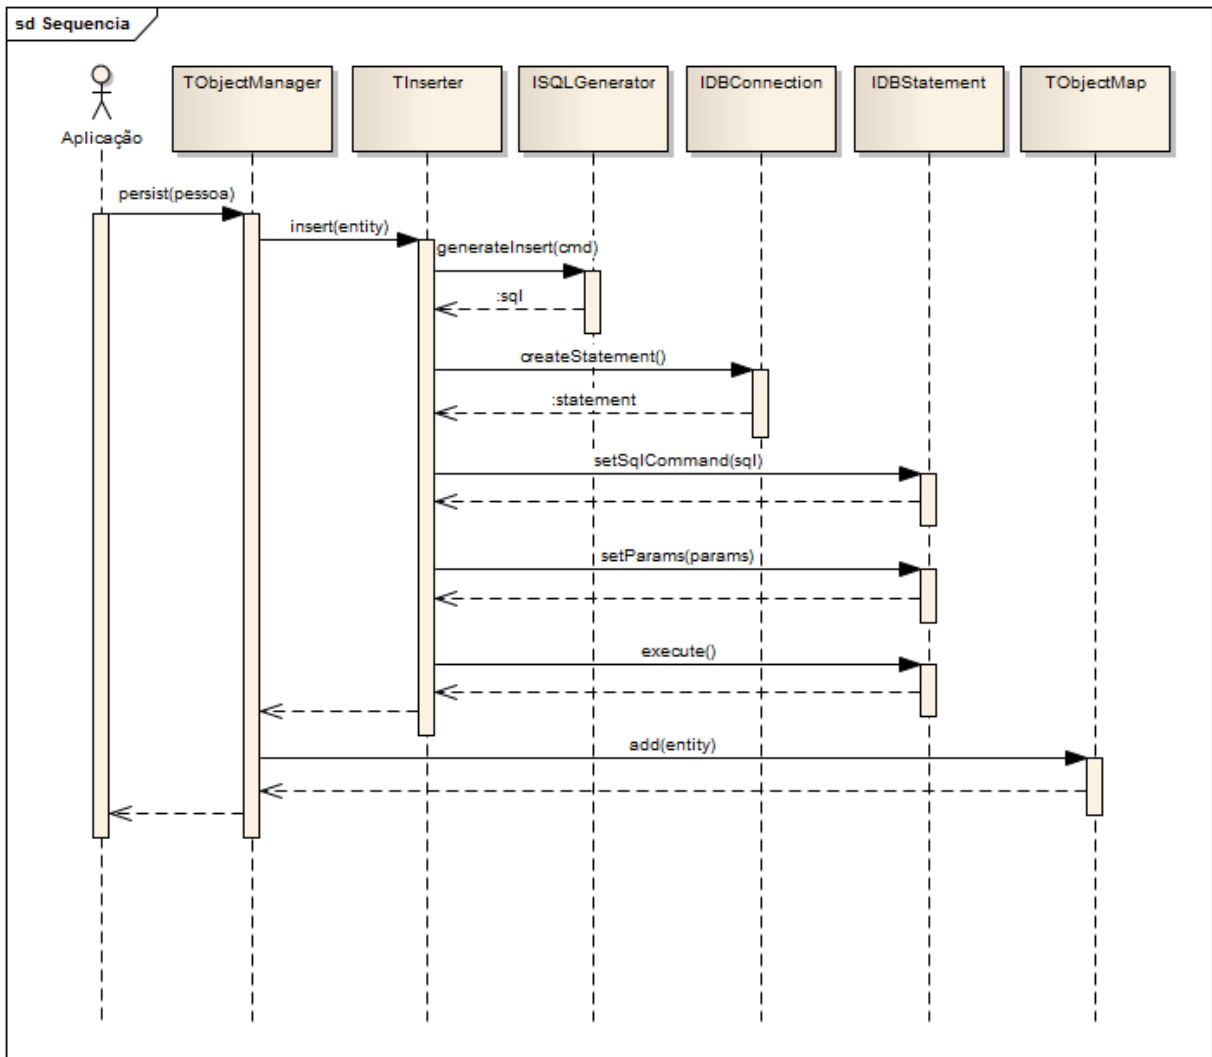 sd Sequencia
TObjectManager
TInserter
ISQLGenerator
IDBConnection
IDBStatement
TObjectMap
Aplicação
persist(pessoa)
insert(entity)
generateInsert(cmd)
:sql
createStatement()
:statement
setSqlCommand(sql)
setParams(params)
execute()
add(entity)